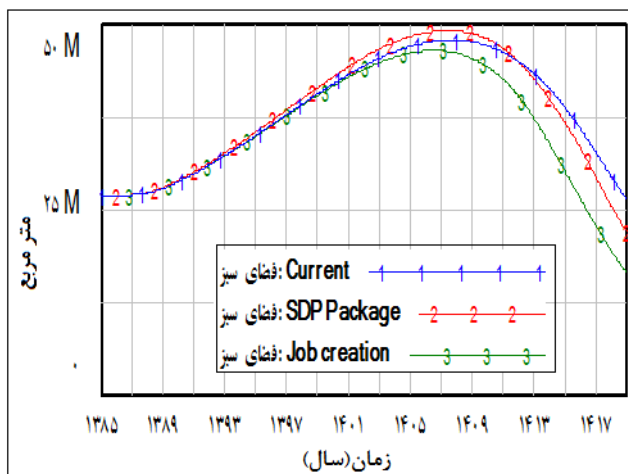 ۵۰ M
۲۵ M
۰
متر مربع
فضای سبز: Current
فضای سبز: SDP Package
فضای سبز: Job creation
۱۳۸۵ ۱۳۸۹ ۱۳۹۳ ۱۳۹۷ ۱۴۰۱ ۱۴۰۵ ۱۴۰۹ ۱۴۱۳ ۱۴۱۷
زمان(سال)